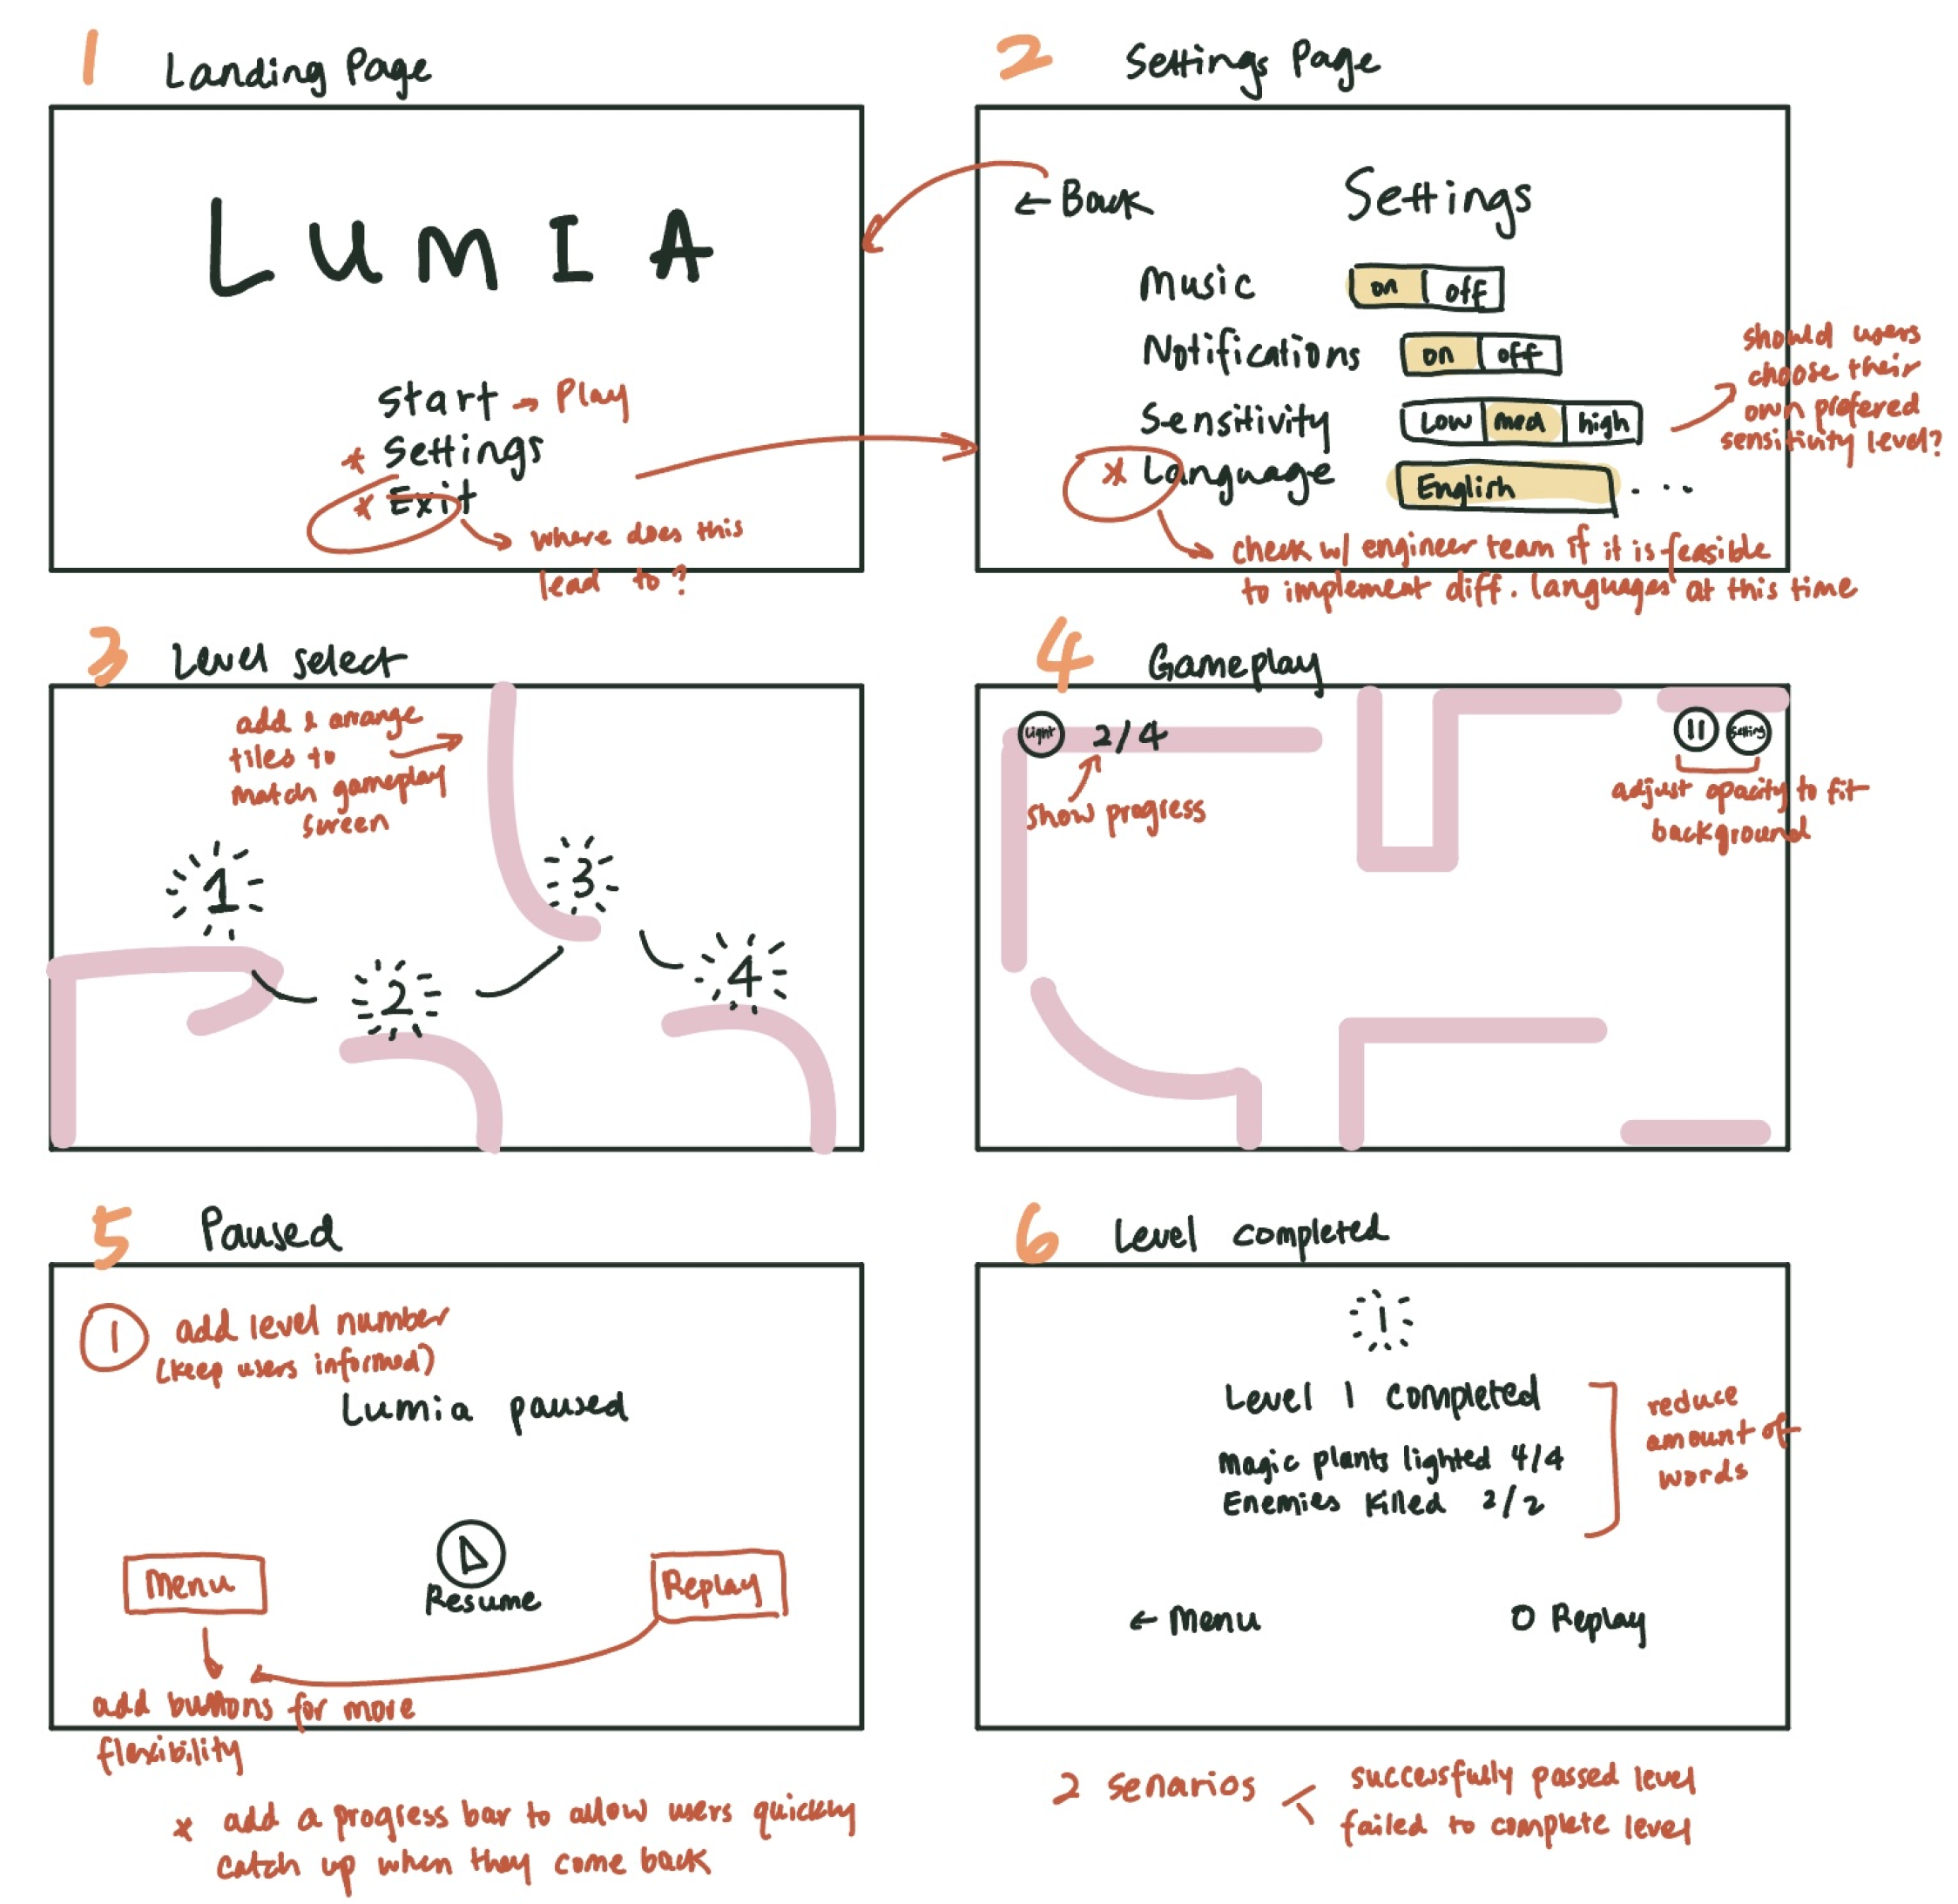 1 Landing Page
LUMIA
Start → Play
* Settings
* Exit
where does this
lead to?
2 Settings Page
← Back
Settings
Music on off
Notifications on off
Sensitivity Low med high
* Language English ...
should users
choose their
own prefered
sensitivity level?
check w/ engineer team if it is feasible
to implement diff. languages at this time
3 Level select
add & arrange
tiles to
match gameplay
screen
1
2
3
4
4 Gameplay
Light 2/4
show progress
Setting
adjust opacity to fit
background
5 Paused
1 add level number
(keep users informed)
Lumia paused
Menu
Resume
Replay
add buttons for more
flexibility
* add a progress bar to allow users quickly
catch up when they come back
6 Level completed
1
Level 1 completed
Magic plants lighted 4/4
Enemies killed 2/2
reduce
amount of
words
← Menu
O Replay
2 senarios < successfully passed level
failed to complete level